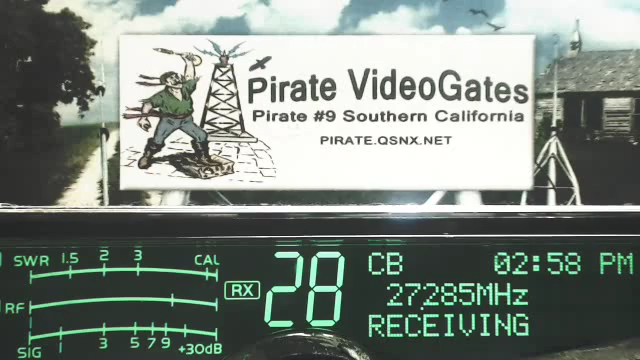 Pirate VideoGates
Pirate #9 Southern California
PIRATE.QSNX.NET
SWR 1.5 2 3 CAL
RF
SIG 3 5 7 9 +30dB
RX
28
CB 02:58 PM
27285MHz
RECEIVING